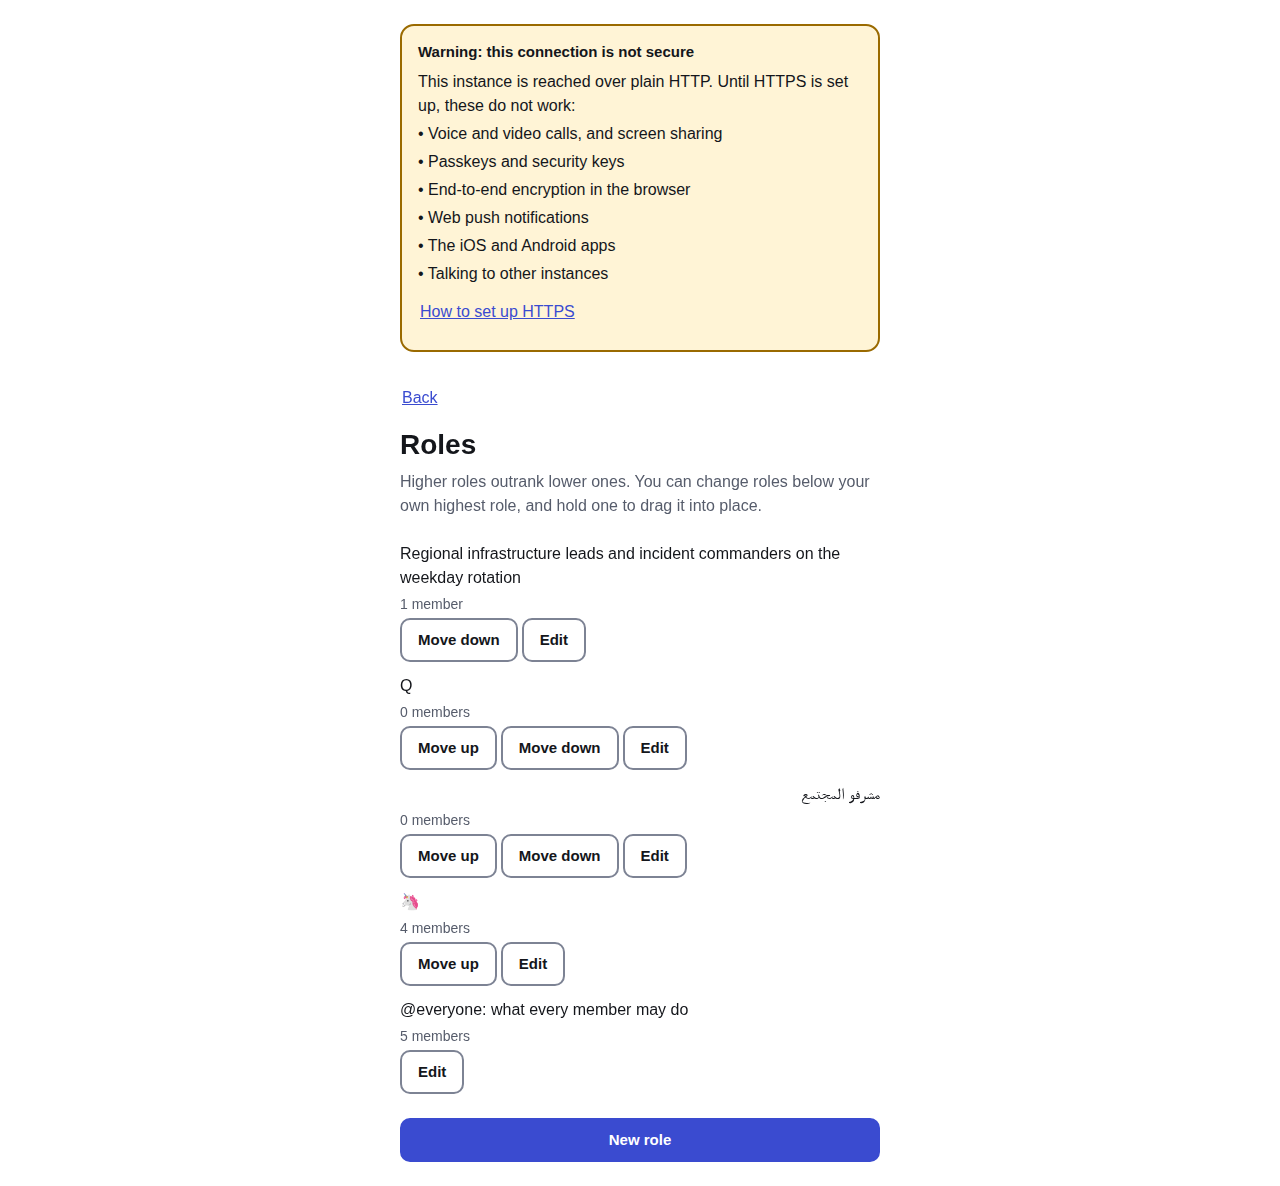 Warning: this connection is not secure
This instance is reached over plain HTTP. Until HTTPS is set
up, these do not work:
• Voice and video calls, and screen sharing
• Passkeys and security keys
• End-to-end encryption in the browser
• Web push notifications
• The iOS and Android apps
• Talking to other instances
How to set up HTTPS
Back
Roles
Higher roles outrank lower ones. You can change roles below your
own highest role, and hold one to drag it into place.
Regional infrastructure leads and incident commanders on the
weekday rotation
1 member
Move down Edit
Q
0 members
Move up Move down Edit
مشرفو المجتمع
0 members
Move up Move down Edit
🦄
4 members
Move up Edit
@everyone: what every member may do
5 members
Edit
New role